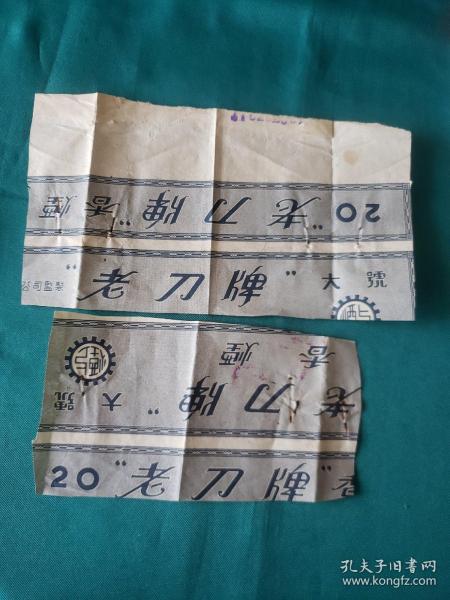 20 "老刀牌" 香煙
公司監製 "老刀牌" 大號
香煙
大號 "老刀牌
20 "老刀牌"
孔夫子旧书网
www.kongfz.com